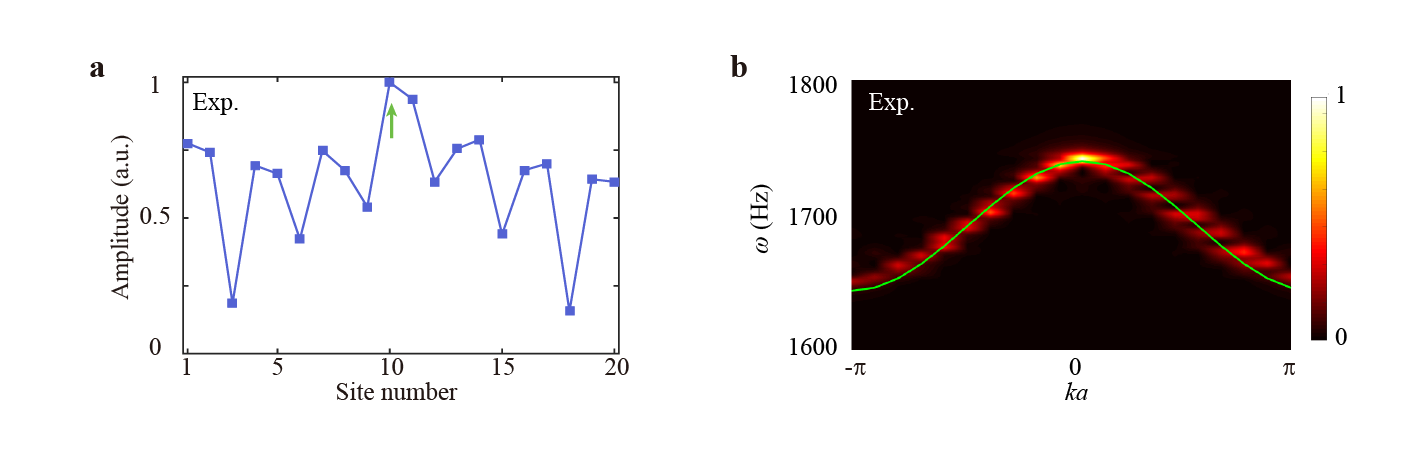 a
Exp.
Amplitude (a.u.)
1
0.5
0
1 5 10 15 20
Site number
b
Exp.
ω (Hz)
1800
1700
1600
-π 0 π
ka
1
0